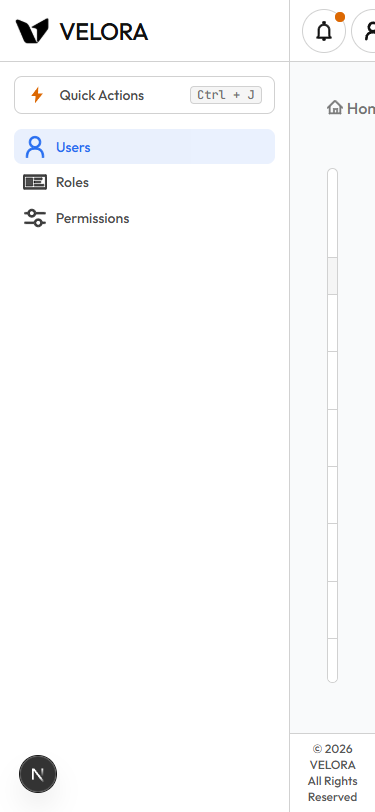 VELORA
Quick Actions
Ctrl + J
Users
Roles
Permissions
N
© 2026
VELORA
All Rights
Reserved